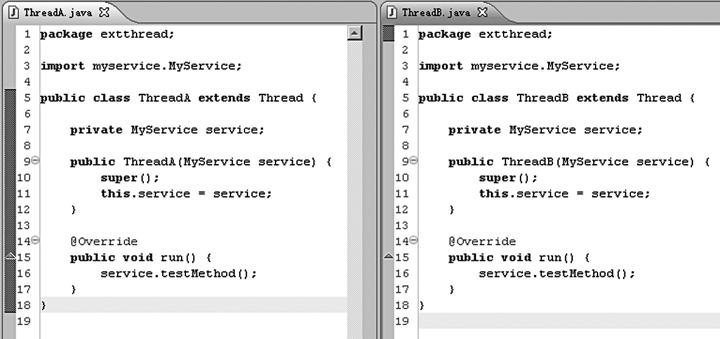 ThreadA.java
1 package extthread;
2
3 import myservice.MyService;
4
5 public class ThreadA extends Thread {
6
7 private MyService service;
8
9 public ThreadA(MyService service) {
10 super();
11 this.service = service;
12 }
13
14 @Override
15 public void run() {
16 service.testMethod();
17 }
18 }
19
ThreadB.java
1 package extthread;
2
3 import myservice.MyService;
4
5 public class ThreadB extends Thread {
6
7 private MyService service;
8
9 public ThreadB(MyService service) {
10 super();
11 this.service = service;
12 }
13
14 @Override
15 public void run() {
16 service.testMethod();
17 }
18 }
19